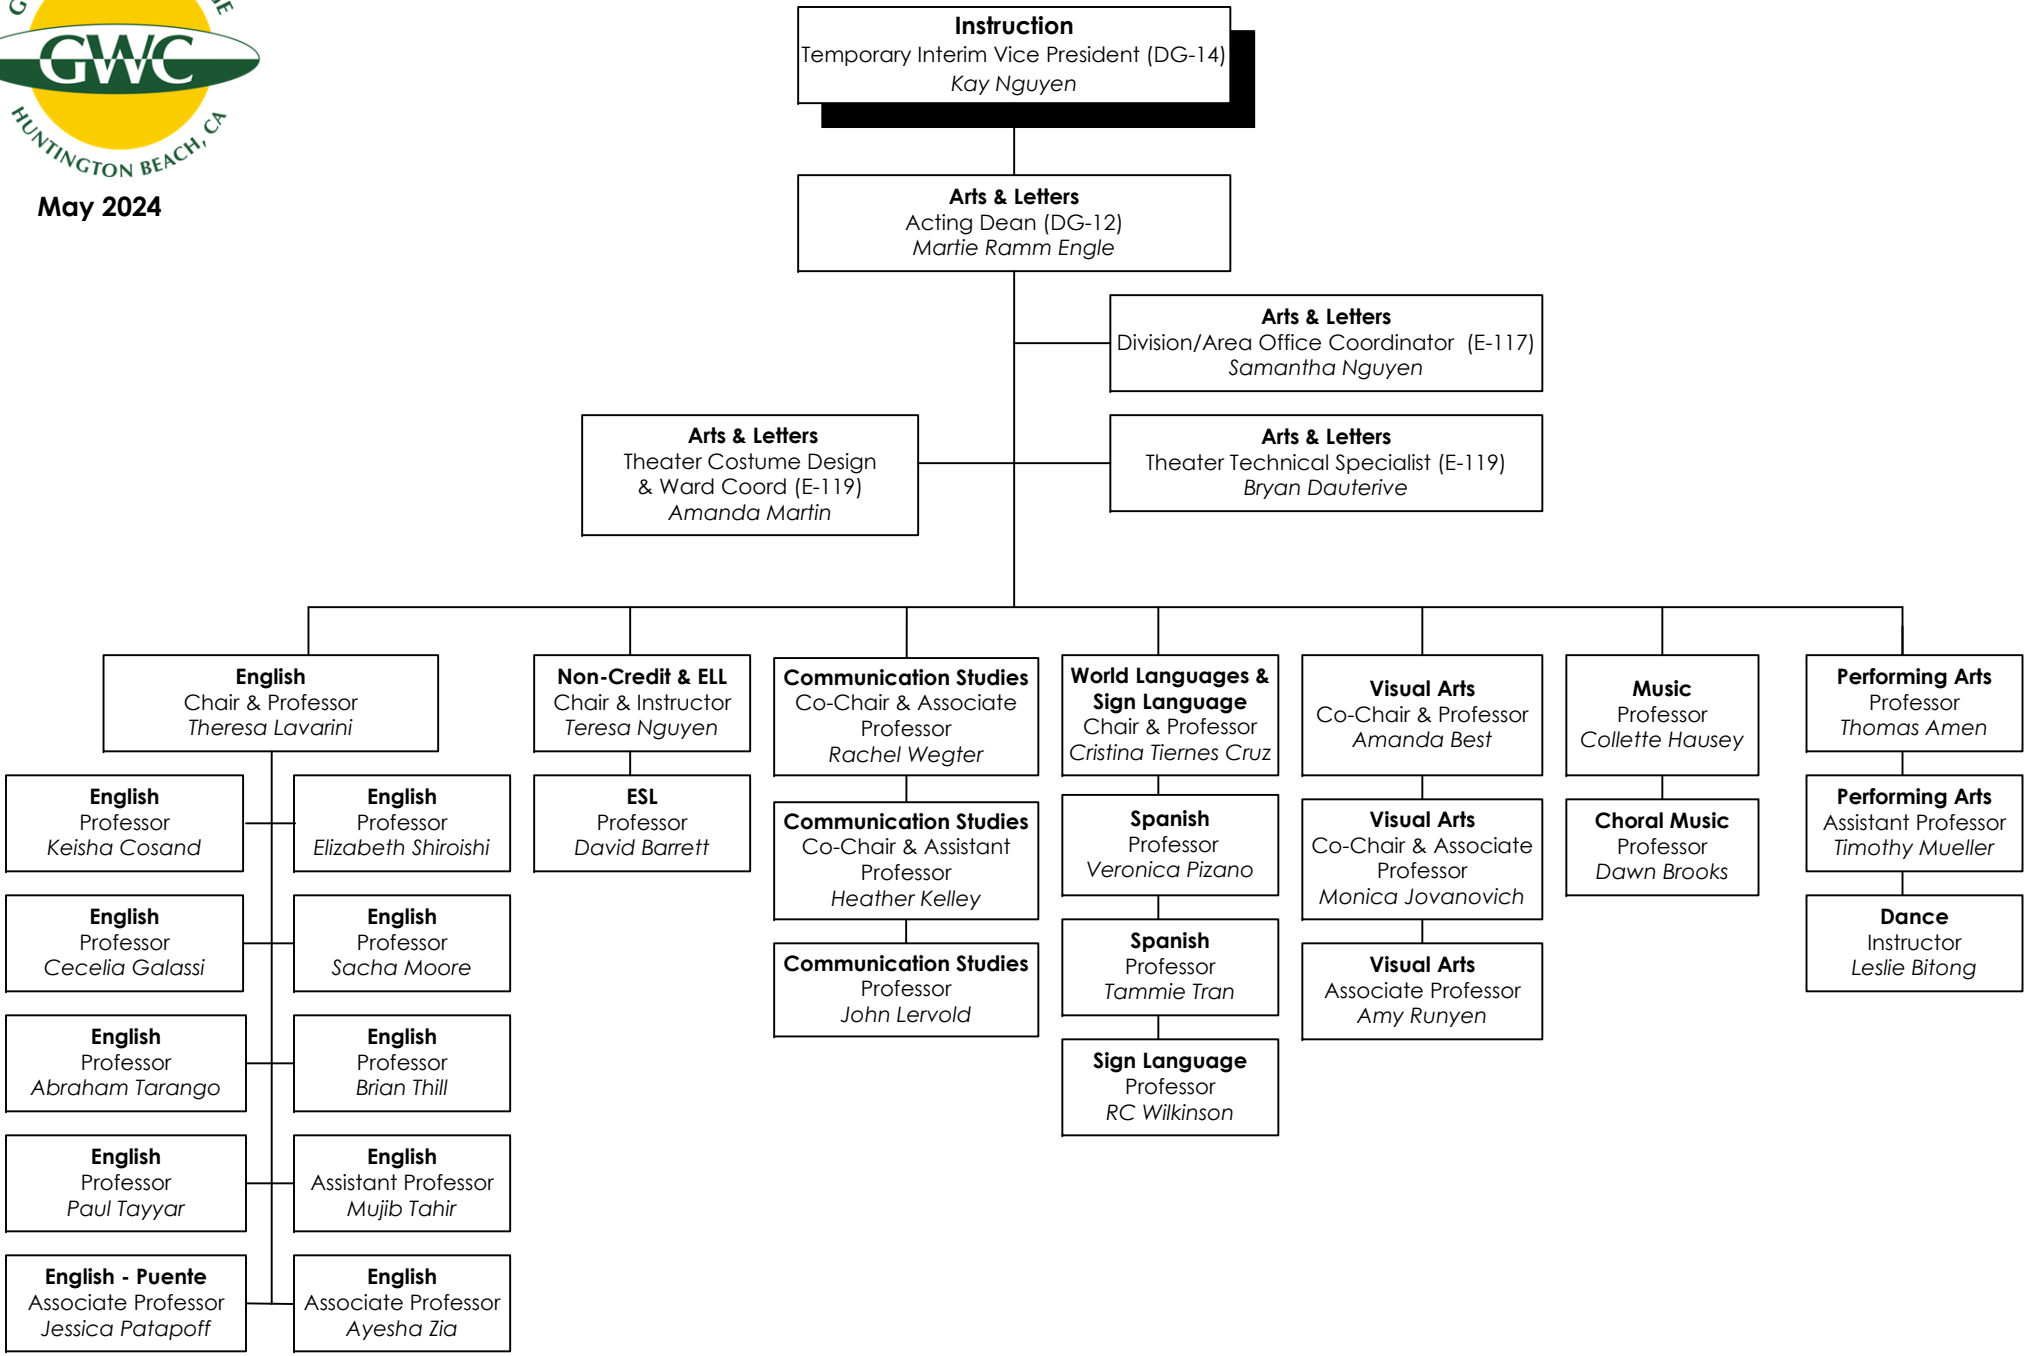 GWC
HUNTINGTON BEACH, CA
May 2024
Instruction
Temporary Interim Vice President (DG-14)
Kay Nguyen
Arts & Letters
Acting Dean (DG-12)
Martie Ramm Engle
Arts & Letters
Division/Area Office Coordinator (E-117)
Samantha Nguyen
Arts & Letters
Theater Costume Design
& Ward Coord (E-119)
Amanda Martin
Arts & Letters
Theater Technical Specialist (E-119)
Bryan Dauterive
English
Chair & Professor
Theresa Lavarini
Non-Credit & ELL
Chair & Instructor
Teresa Nguyen
Communication Studies
Co-Chair & Associate
Professor
Rachel Wegter
World Languages &
Sign Language
Chair & Professor
Cristina Tiernes Cruz
Visual Arts
Co-Chair & Professor
Amanda Best
Music
Professor
Collette Hausey
Performing Arts
Professor
Thomas Amen
English
Professor
Keisha Cosand
English
Professor
Elizabeth Shiroishi
ESL
Professor
David Barrett
Communication Studies
Co-Chair & Assistant
Professor
Heather Kelley
Spanish
Professor
Veronica Pizano
Visual Arts
Co-Chair & Associate
Professor
Monica Jovanovich
Choral Music
Professor
Dawn Brooks
Performing Arts
Assistant Professor
Timothy Mueller
English
Professor
Cecelia Galassi
English
Professor
Sacha Moore
Communication Studies
Professor
John Lervold
Spanish
Professor
Tammie Tran
Visual Arts
Associate Professor
Amy Runyen
Dance
Instructor
Leslie Bitong
English
Professor
Abraham Tarango
English
Professor
Brian Thill
Sign Language
Professor
RC Wilkinson
English
Professor
Paul Tayyar
English
Assistant Professor
Mujib Tahir
English - Puente
Associate Professor
Jessica Patapoff
English
Associate Professor
Ayesha Zia